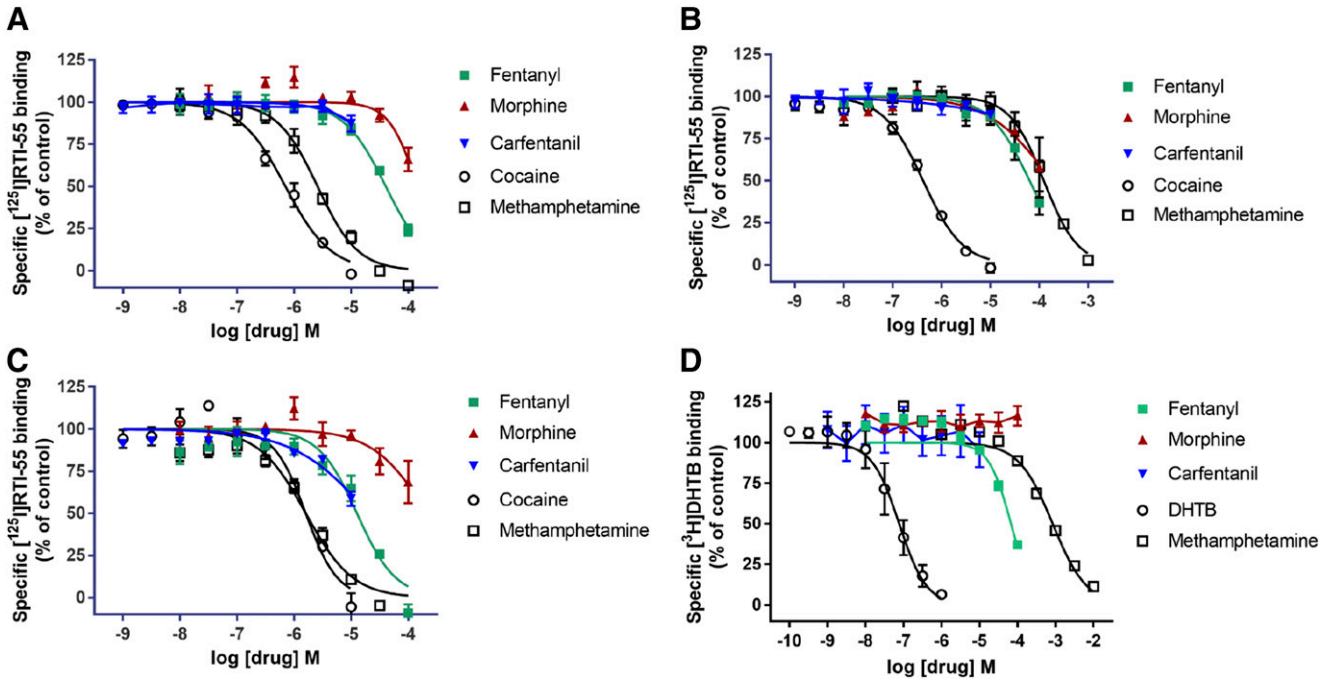 A
Specific [¹²⁵I]RTI-55 binding
(% of control)
125
100
75
50
25
0
-9 -8 -7 -6 -5 -4
log [drug] M
Fentanyl
Morphine
Carfentanil
Cocaine
Methamphetamine
B
Specific [¹²⁵I]RTI-55 binding
(% of control)
125
100
75
50
25
0
-9 -8 -7 -6 -5 -4 -3
log [drug] M
Fentanyl
Morphine
Carfentanil
Cocaine
Methamphetamine
C
Specific [¹²⁵I]RTI-55 binding
(% of control)
125
100
75
50
25
0
-9 -8 -7 -6 -5 -4
log [drug] M
Fentanyl
Morphine
Carfentanil
Cocaine
Methamphetamine
D
Specific [³H]DHTB binding
(% of control)
125
100
75
50
25
0
-10 -9 -8 -7 -6 -5 -4 -3 -2
log [drug] M
Fentanyl
Morphine
Carfentanil
DHTB
Methamphetamine